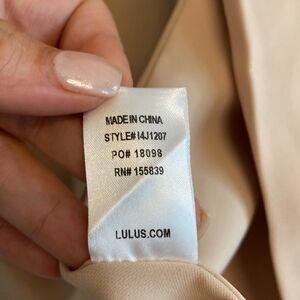 MADE IN CHINA
STYLE# I4J1207
PO# 18098
RN# 155839
LULUS.COM